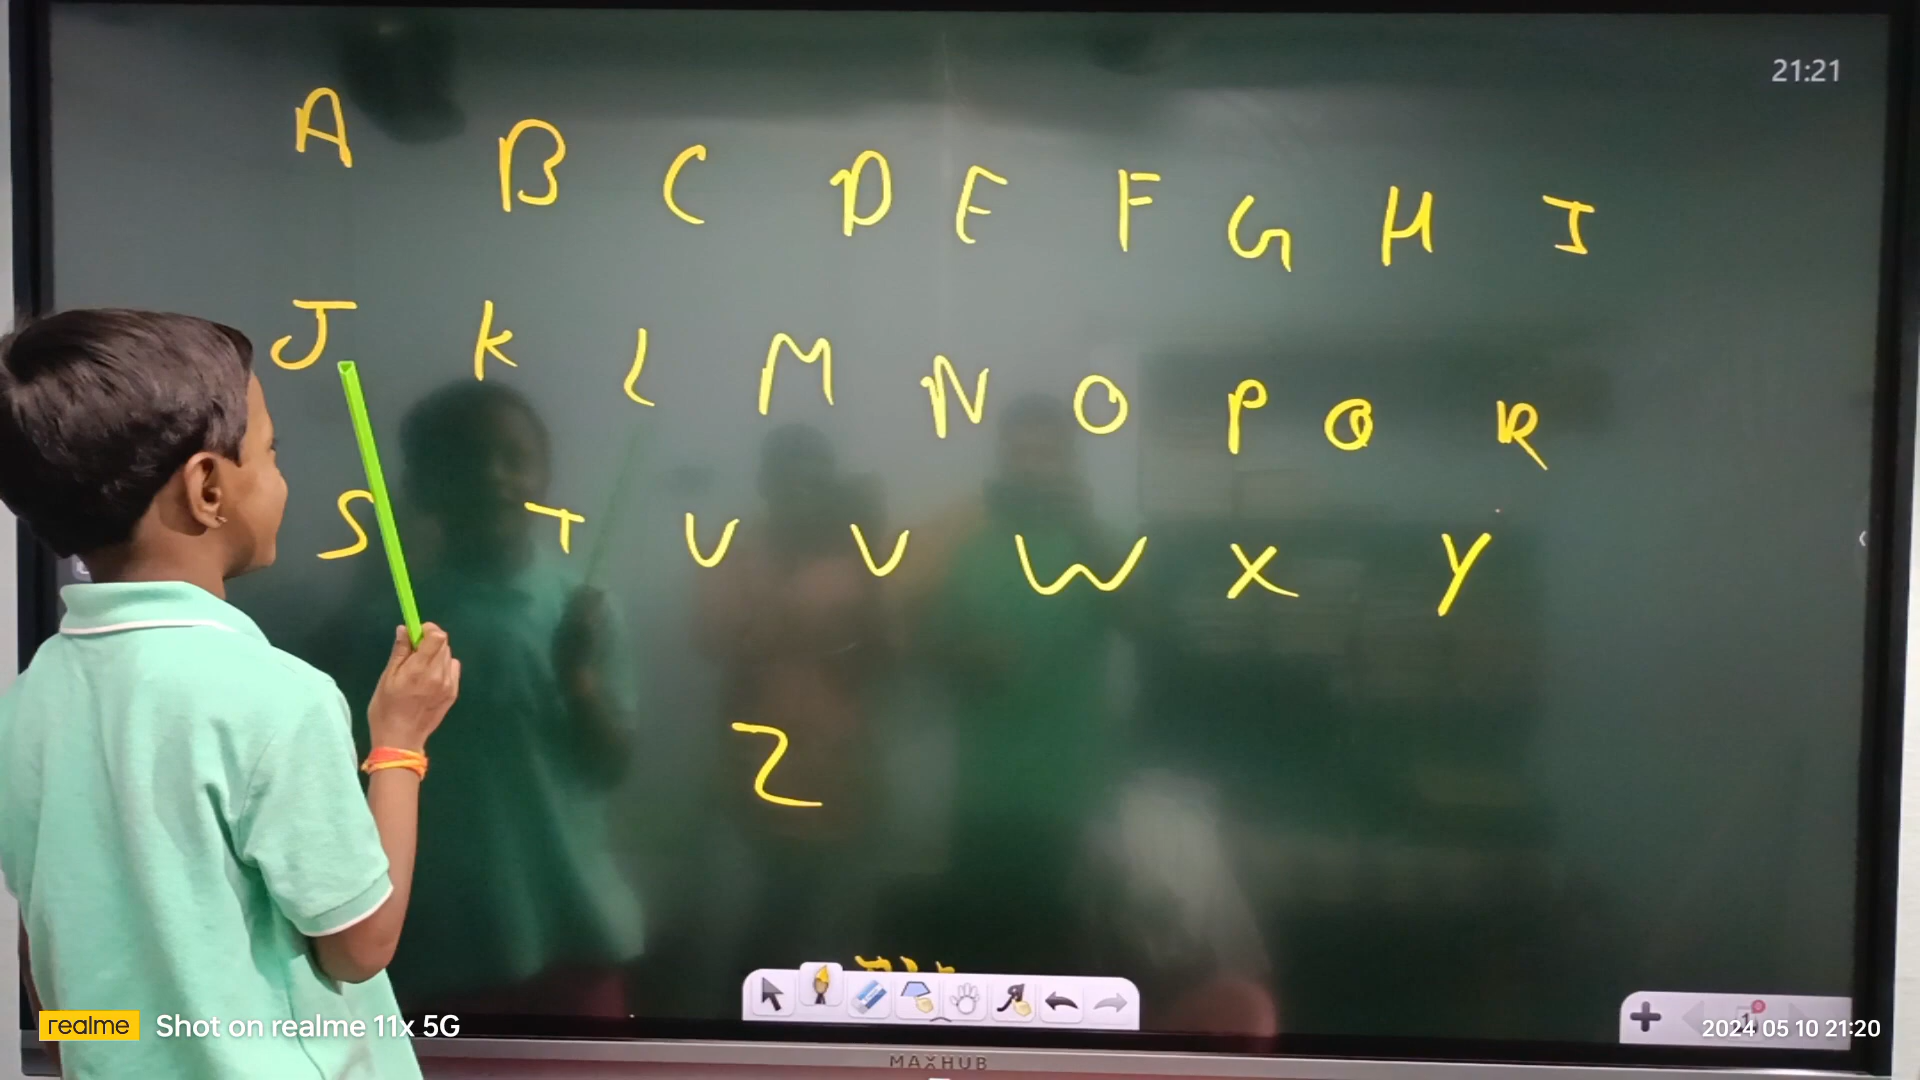 21:21
A B C D E F G H I
J K L M N O P Q R
S T U V W X Y
Z
realme Shot on realme 11x 5G
2024 05 10 21:20
MAXHUB